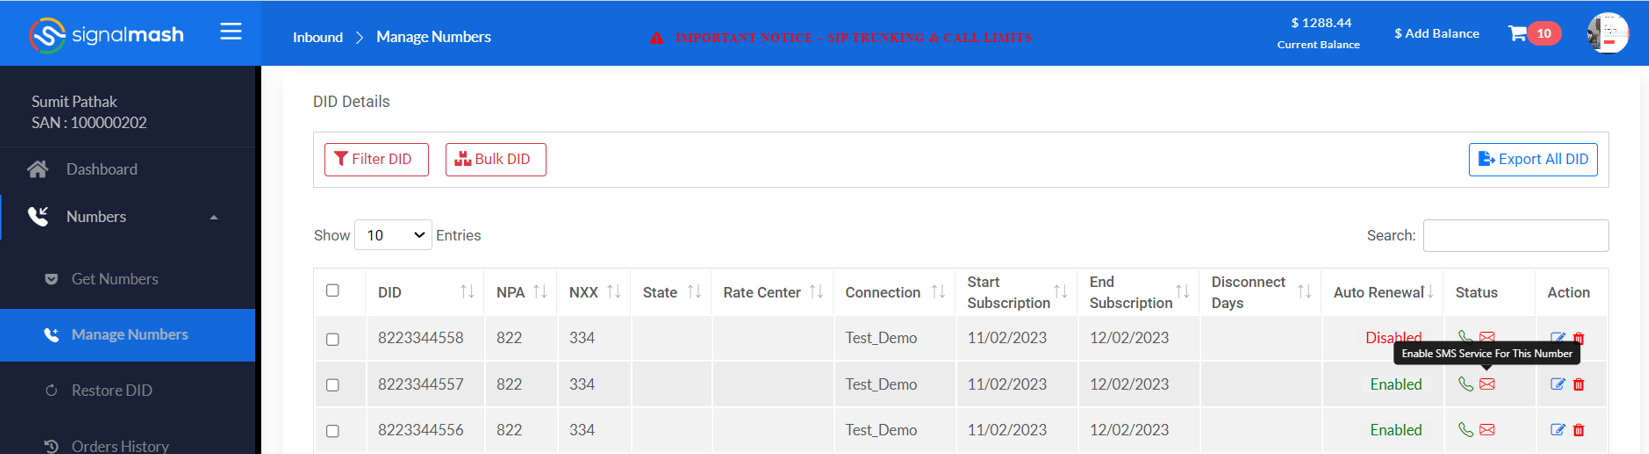 signalmash
Inbound > Manage Numbers
IMPORTANT NOTICE – SIP TRUNKING & CALL LIMITS
$ 1288.44
Current Balance
$ Add Balance
10
Sumit Pathak
SAN : 100000202
Dashboard
Numbers
Get Numbers
Manage Numbers
Restore DID
Orders History
DID Details
Filter DID
Bulk DID
Export All DID
Show 10 Entries
Search:
DID NPA NXX State Rate Center Connection Start Subscription End Subscription Disconnect Days Auto Renewal Status Action
8223344558 822 334 Test_Demo 11/02/2023 12/02/2023 Disabled
Enable SMS Service For This Number
8223344557 822 334 Test_Demo 11/02/2023 12/02/2023 Enabled
8223344556 822 334 Test_Demo 11/02/2023 12/02/2023 Enabled